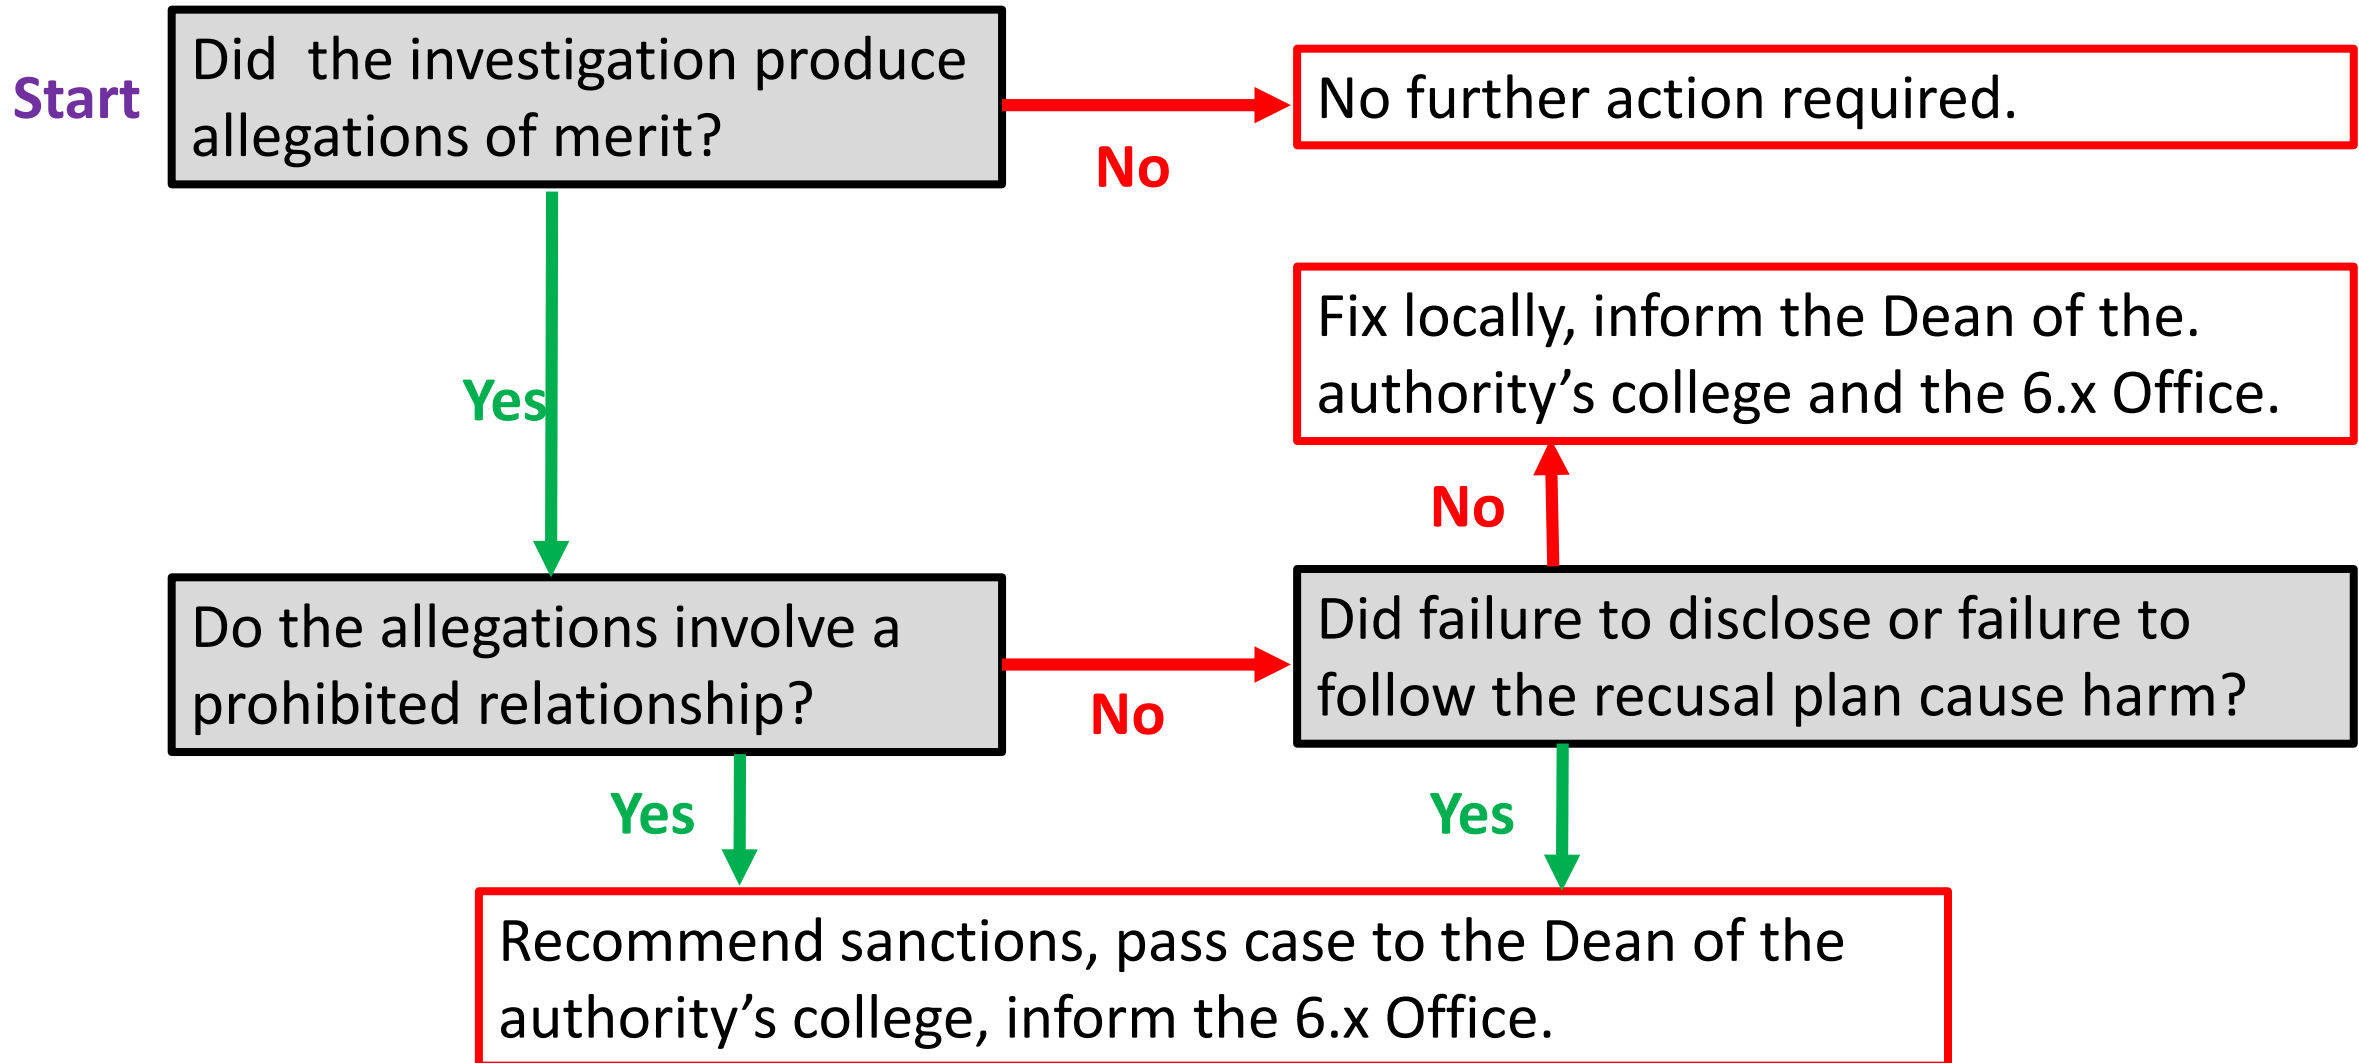 Start
Did  the investigation produce
allegations of merit?
No
No further action required.
Yes
Fix locally, inform the Dean of the.
authority’s college and the 6.x Office.
No
Do the allegations involve a
prohibited relationship?
No
Did failure to disclose or failure to
follow the recusal plan cause harm?
Yes
Yes
Recommend sanctions, pass case to the Dean of the
authority’s college, inform the 6.x Office.